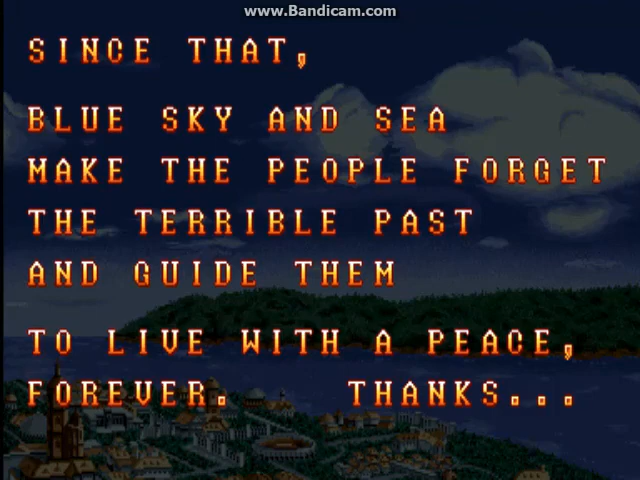 www.Bandicam.com
SINCE THAT,
BLUE SKY AND SEA
MAKE THE PEOPLE FORGET
THE TERRIBLE PAST
AND GUIDE THEM
TO LIVE WITH A PEACE,
FOREVER. THANKS...